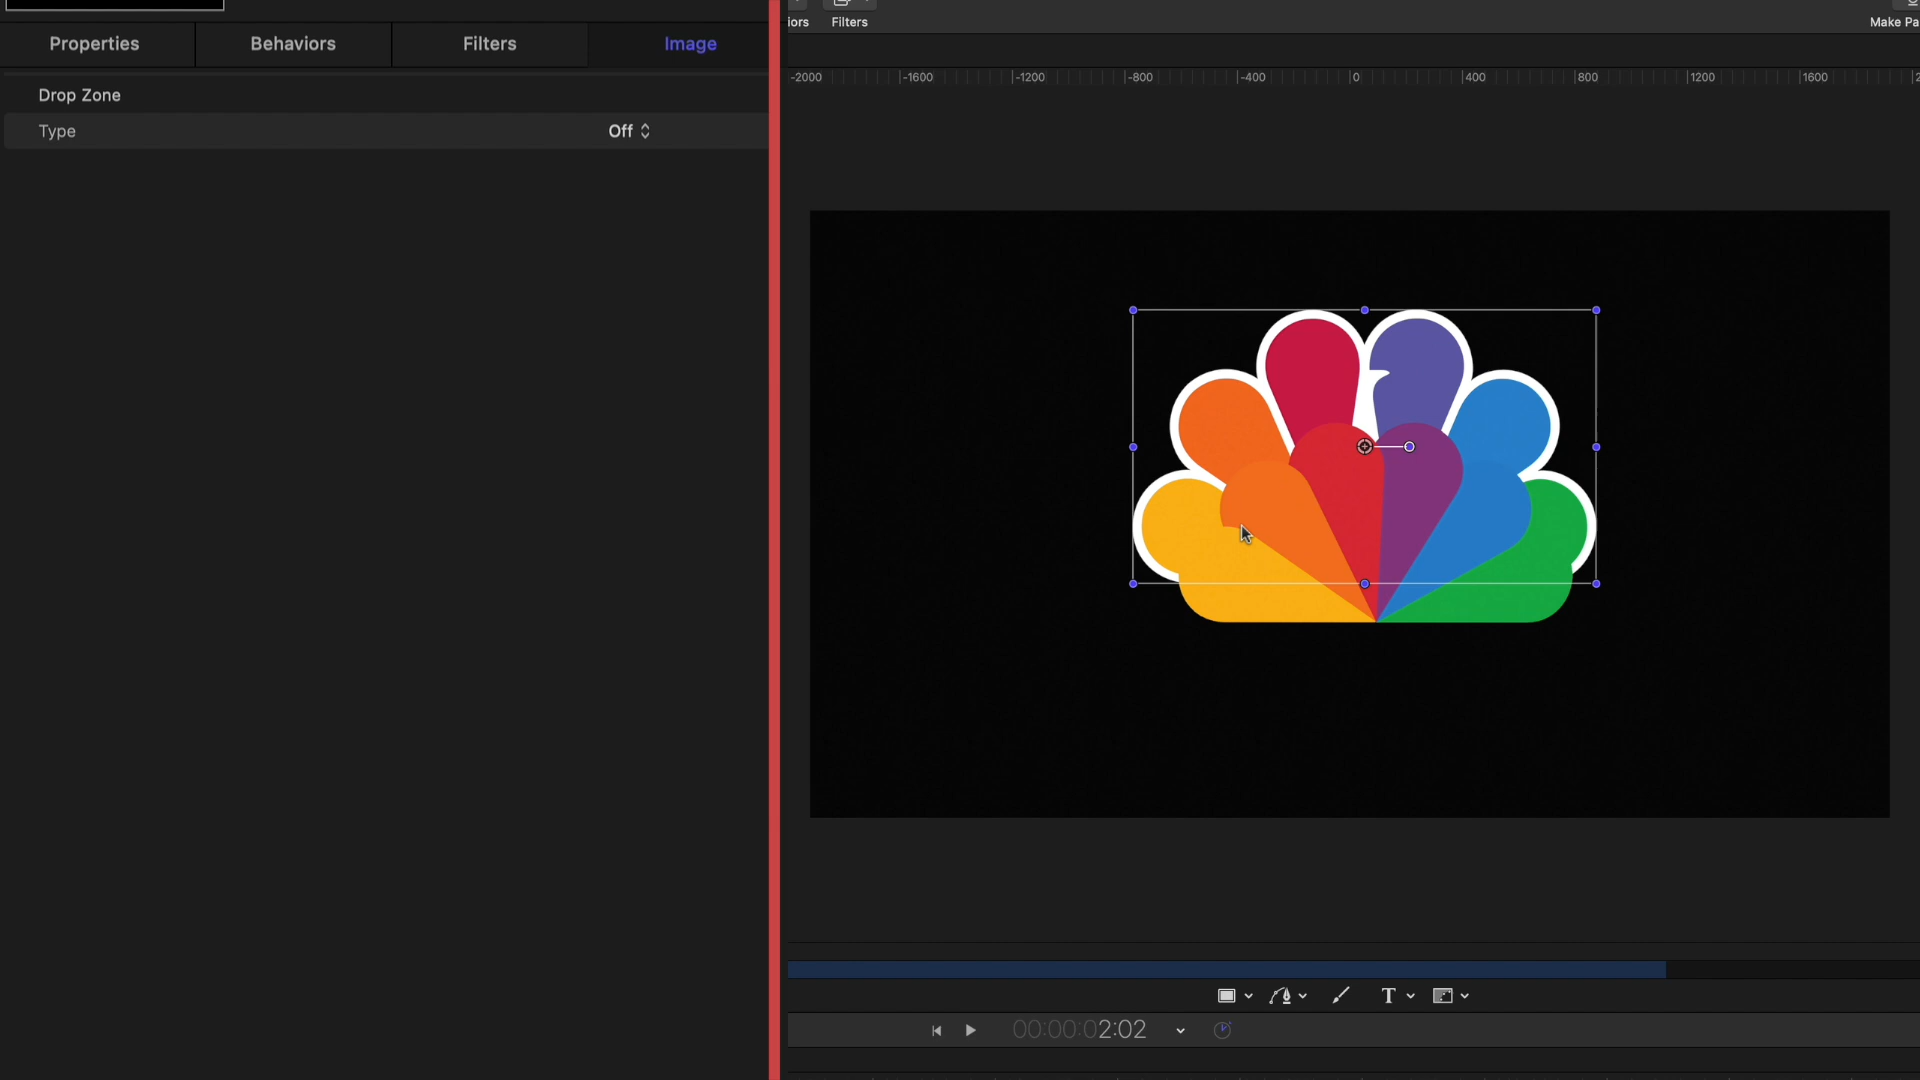 iors Filters Make Pa
Properties Behaviors Filters Image
-2000 -1600 -1200 -800 -400 0 400 800 1200 1600
Drop Zone
Type Off
T
00:00:02:02